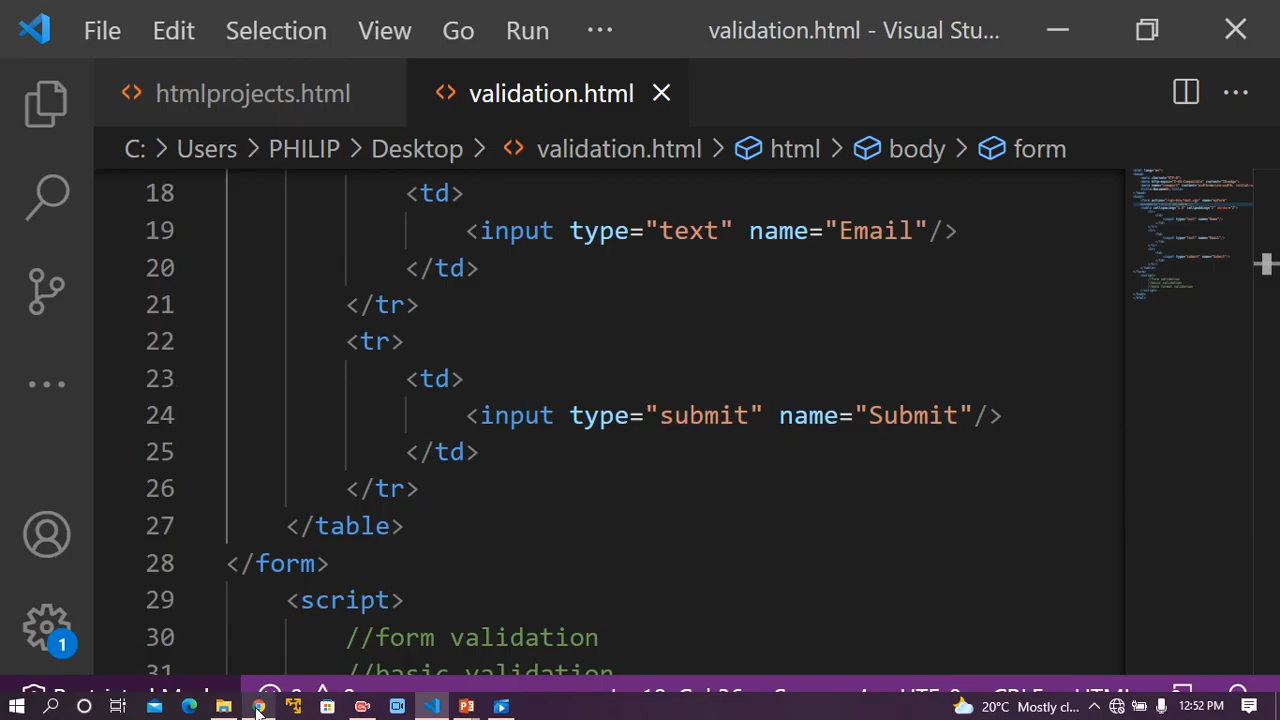 File Edit Selection View Go Run ··· validation.html - Visual Stu...
htmlprojects.html validation.html
C: > Users > PHILIP > Desktop > validation.html > html > body > form
18 <td>
19 <input type="text" name="Email"/>
20 </td>
21 </tr>
22 <tr>
23 <td>
24 <input type="submit" name="Submit"/>
25 </td>
26 </tr>
27 </table>
28 </form>
29 <script>
30 //form validation
31 //basic validation
1
20°C Mostly cl... 12:52 PM